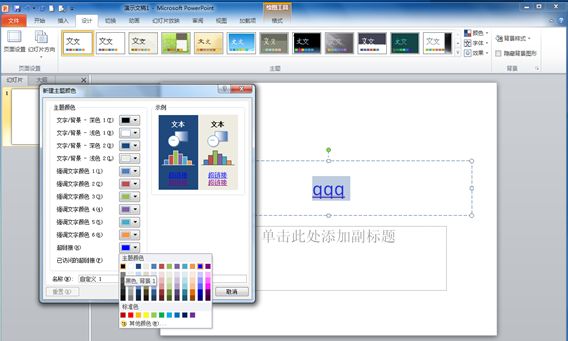 演示文稿1 - Microsoft PowerPoint
绘图工具
文件
开始
插入
设计
切换
动画
幻灯片放映
审阅
视图
加载项
格式
页面设置
幻灯片方向
文文
文文
文文
文文
文文
文文
文文
文文
文文
文文
文文
颜色
字体
效果
背景样式
隐藏背景图形
页面设置
主题
背景
幻灯片
大纲
1
新建主题颜色
主题颜色(T)
示例
文字/背景 - 深色 1(T)
文字/背景 - 浅色 1(B)
文字/背景 - 深色 2(D)
文字/背景 - 浅色 2(L)
强调文字颜色 1(1)
强调文字颜色 2(2)
强调文字颜色 3(3)
强调文字颜色 4(4)
强调文字颜色 5(5)
强调文字颜色 6(6)
超链接(H)
已访问的超链接(F)
文本
文本
超链接
超链接
超链接
超链接
主题颜色
黑色, 背景 1
标准色
其他颜色(M)...
名称(N):
自定义 1
重置(R)
取消
qqq
单击此处添加副标题